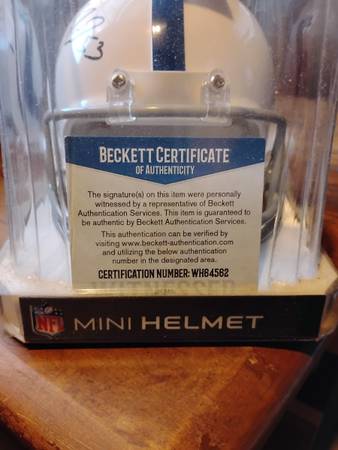 BECKETT CERTIFICATE
OF AUTHENTICITY
The signature(s) on this item were personally
witnessed by a representative of Beckett
Authentication Services. This item is guaranteed to
be authentic by Beckett Authentication Services.
This authentication can be verified by
visiting www.beckett-authentication.com
and utilizing the below authentication
number in the designated area.
CERTIFICATION NUMBER: WH64562
WITNESSED
NFL MINI HELMET